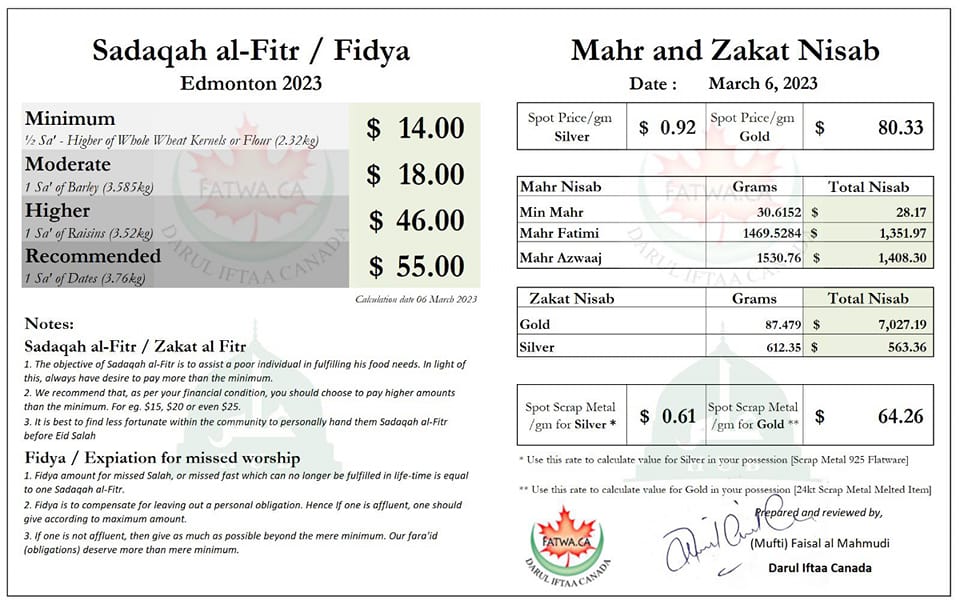 Sadaqah al-Fitr / Fidya
Edmonton 2023
Minimum
½ Sa' - Higher of Whole Wheat Kernels or Flour (2.32kg)
$ 14.00
Moderate
1 Sa' of Barley (3.585kg)
$ 18.00
Higher
1 Sa' of Raisins (3.52kg)
$ 46.00
Recommended
1 Sa' of Dates (3.76kg)
$ 55.00
FATWA.CA
DARUL IFTAA CANADA
Calculation date 06 March 2023
Notes:
Sadaqah al-Fitr / Zakat al Fitr
1. The objective of Sadaqah al-Fitr is to assist a poor individual in fulfilling his food needs. In light of
this, always have desire to pay more than the minimum.
2. We recommend that, as per your financial condition, you should choose to pay higher amounts
than the minimum. For eg. $15, $20 or even $25.
3. It is best to find less fortunate within the community to personally hand them Sadaqah al-Fitr
before Eid Salah
Fidya / Expiation for missed worship
1. Fidya amount for missed Salah, or missed fast which can no longer be fulfilled in life-time is equal
to one Sadaqah al-Fitr.
2. Fidya is to compensate for leaving out a personal obligation. Hence If one is affluent, one should
give according to maximum amount.
3. If one is not affluent, then give as much as possible beyond the mere minimum. Our fara'id
(obligations) deserve more than mere minimum.
Mahr and Zakat Nisab
Date : March 6, 2023
Spot Price/gm
Silver
$ 0.92
Spot Price/gm
Gold
$ 80.33
FATWA.CA
DARUL IFTAA CANADA
Mahr Nisab Grams Total Nisab
Min Mahr 30.6152 $ 28.17
Mahr Fatimi 1469.5284 $ 1,351.97
Mahr Azwaaj 1530.76 $ 1,408.30
Zakat Nisab Grams Total Nisab
Gold 87.479 $ 7,027.19
Silver 612.35 $ 563.36
Spot Scrap Metal
/gm for Silver *
$ 0.61
Spot Scrap Metal
/gm for Gold **
$ 64.26
* Use this rate to calculate value for Silver in your possession [Scrap Metal 925 Flatware]
** Use this rate to calculate value for Gold in your possession [24kt Scrap Metal Melted Item]
FATWA.CA
DARUL IFTAA CANADA
Prepared and reviewed by,
(Mufti) Faisal al Mahmudi
Darul Iftaa Canada